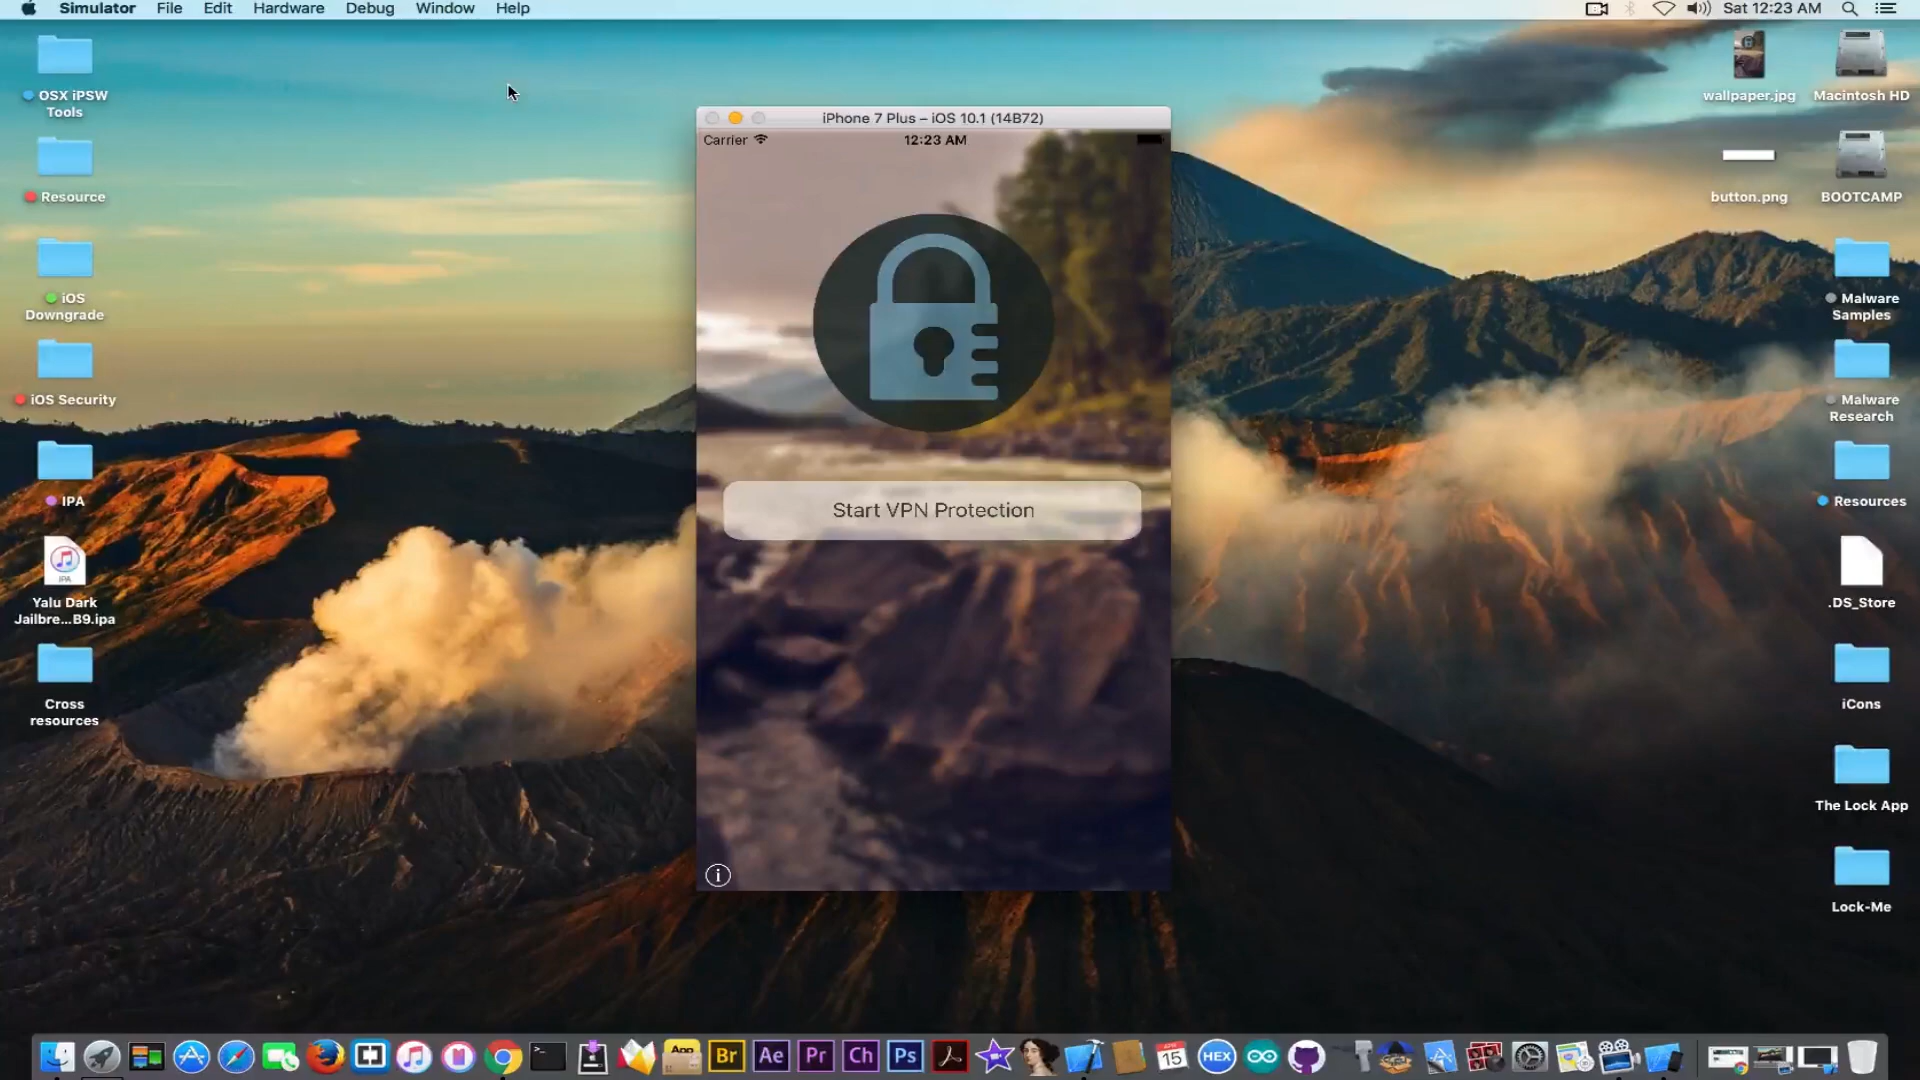 Simulator File Edit Hardware Debug Window Help
Sat 12:23 AM
OSX iPSW
Tools
Resource
iOS
Downgrade
iOS Security
IPA
IPA
Yalu Dark
Jailbre...B9.ipa
Cross
resources
iPhone 7 Plus – iOS 10.1 (14B72)
Carrier
12:23 AM
Start VPN Protection
i
wallpaper.jpg
Macintosh HD
button.png
BOOTCAMP
Malware
Samples
Malware
Research
Resources
.DS_Store
iCons
The Lock App
Lock-Me
App
Br
Ae
Pr
Ch
Ps
15
HEX